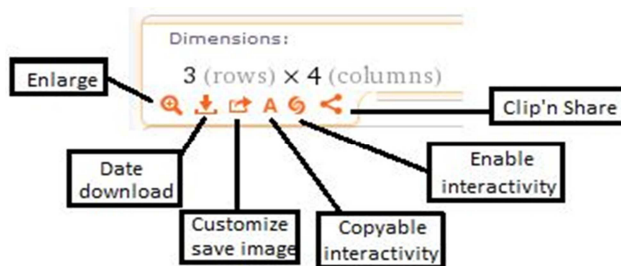 Dimensions:
3 (rows) × 4 (columns)
Enlarge
A
Clip'n Share
Date
download
Enable
interactivity
Customize
save image
Copyable
interactivity